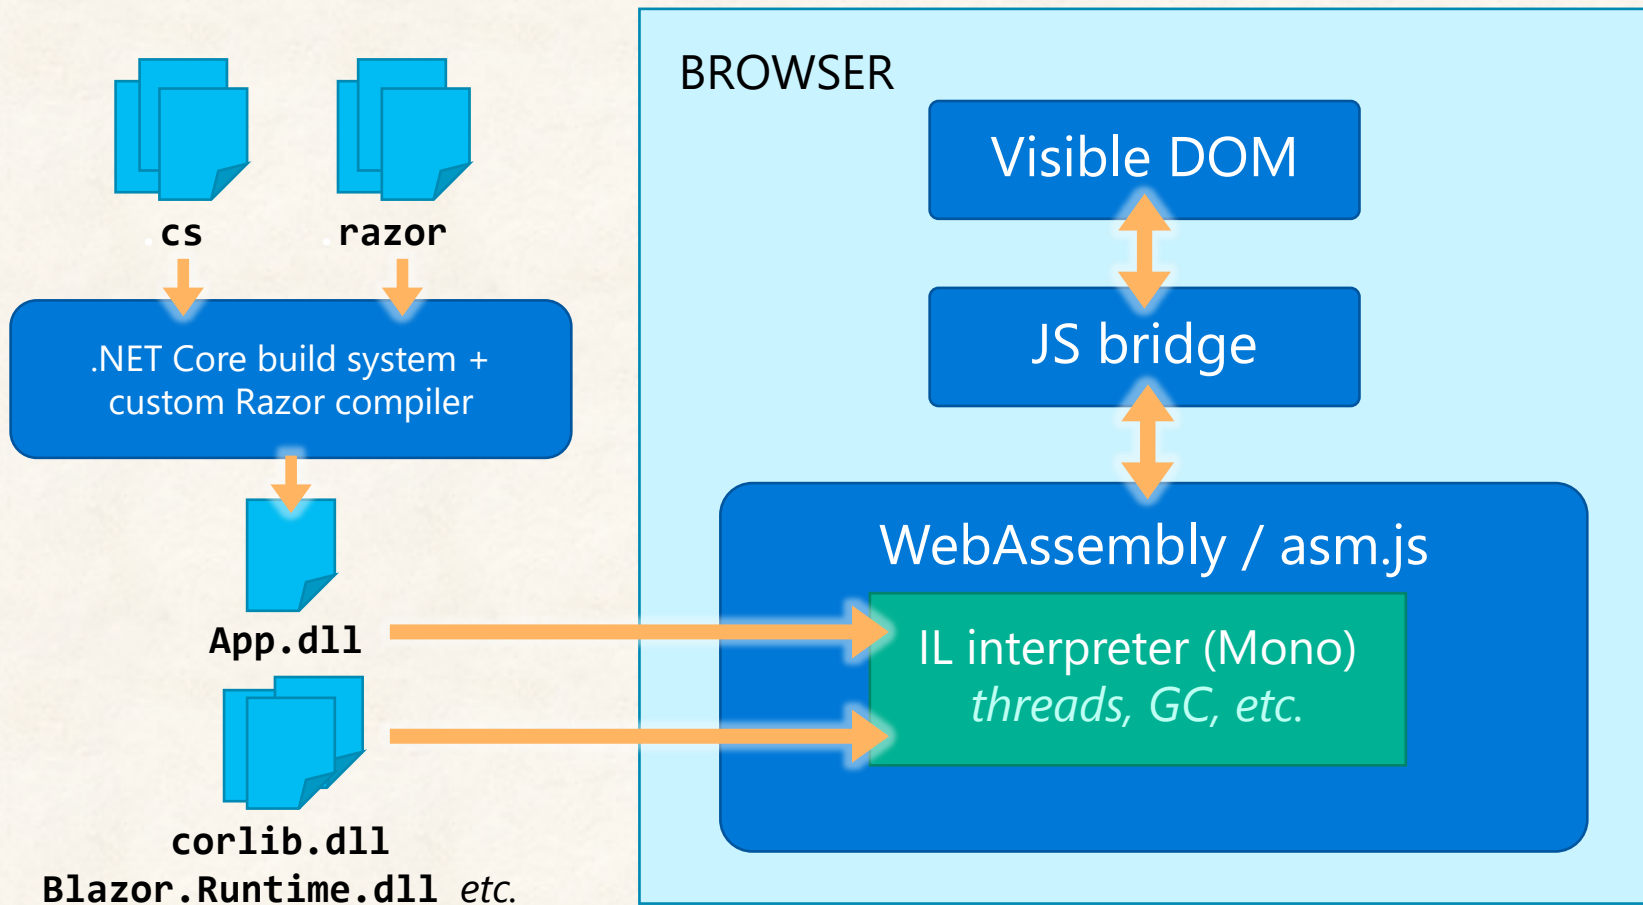 .cs
.razor
.NET Core build system +
custom Razor compiler
App.dll
corlib.dll
Blazor.Runtime.dll etc.
BROWSER
Visible DOM
JS bridge
WebAssembly / asm.js
IL interpreter (Mono)
threads, GC, etc.